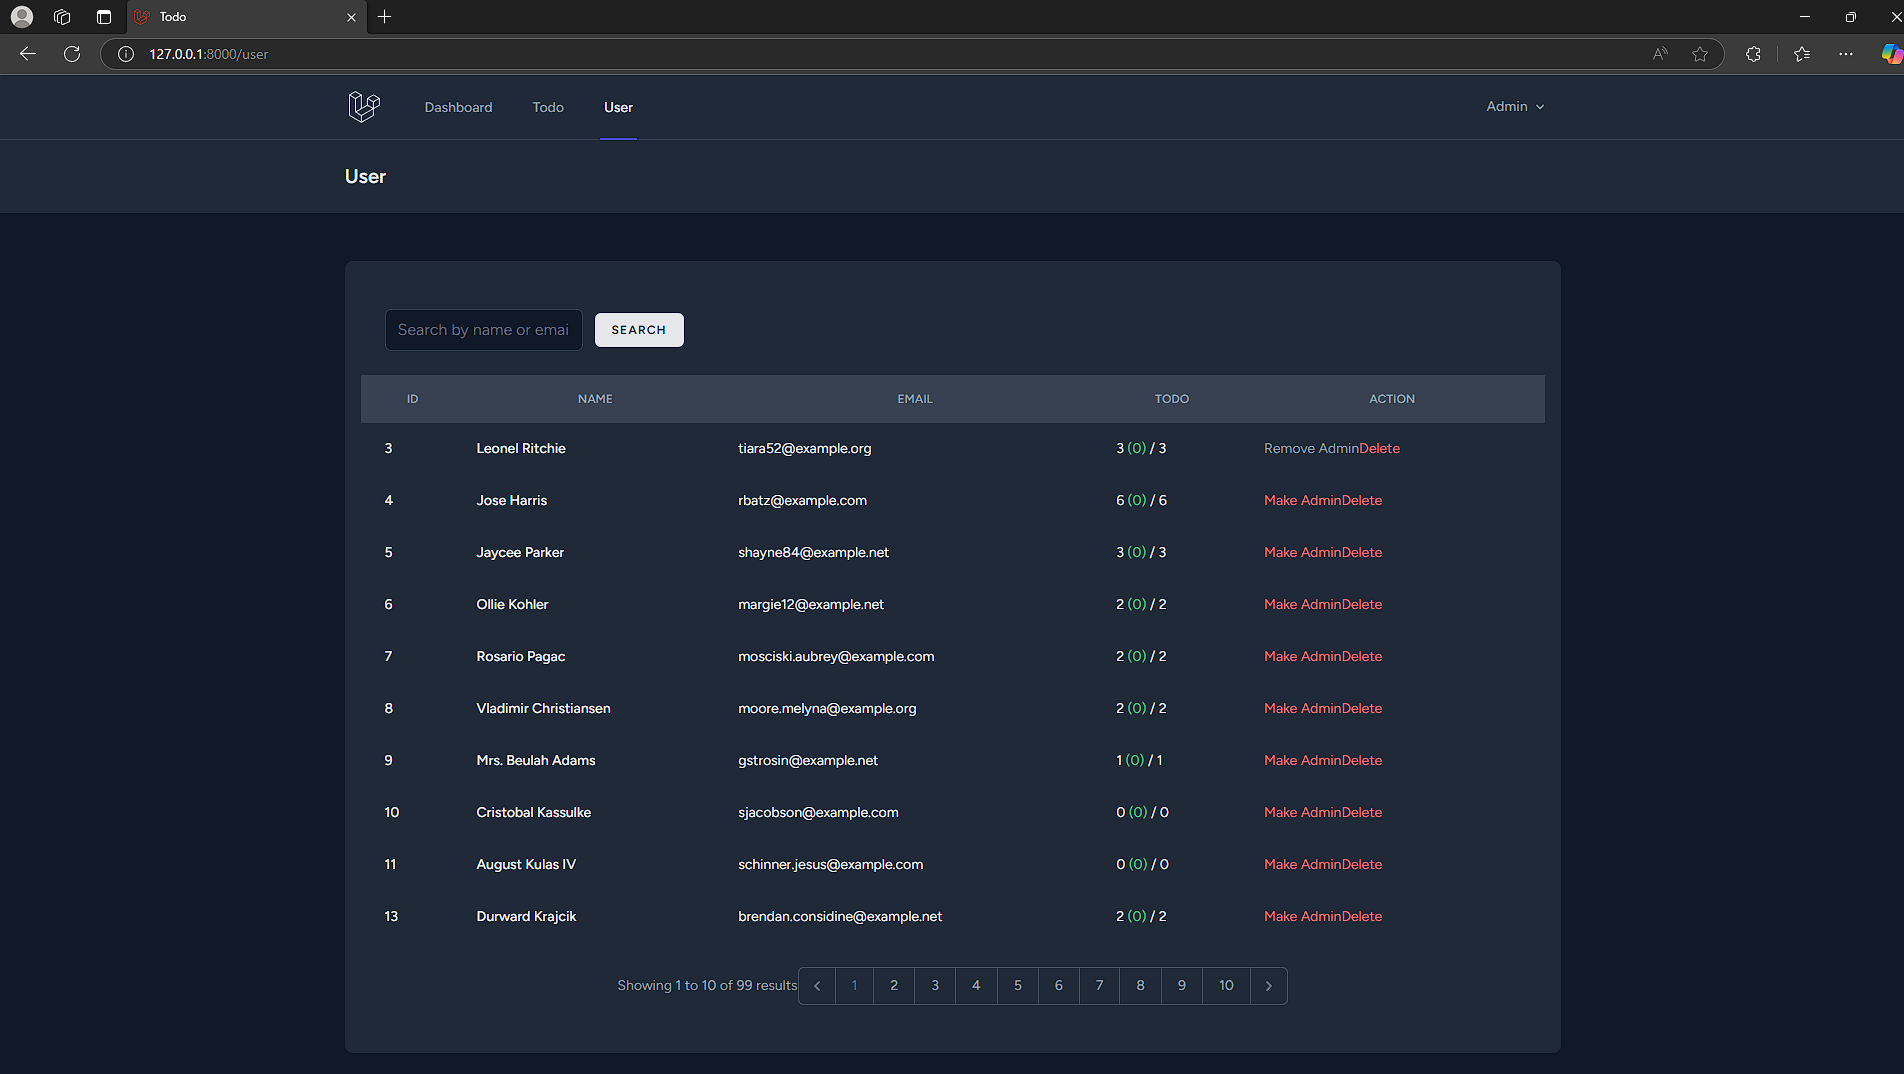 Todo
127.0.0.1:8000/user
Dashboard Todo User Admin
User
Search by name or emai SEARCH
ID NAME EMAIL TODO ACTION
3 Leonel Ritchie tiara52@example.org 3 (0) / 3 Remove AdminDelete
4 Jose Harris rbatz@example.com 6 (0) / 6 Make AdminDelete
5 Jaycee Parker shayne84@example.net 3 (0) / 3 Make AdminDelete
6 Ollie Kohler margie12@example.net 2 (0) / 2 Make AdminDelete
7 Rosario Pagac mosciski.aubrey@example.com 2 (0) / 2 Make AdminDelete
8 Vladimir Christiansen moore.melyna@example.org 2 (0) / 2 Make AdminDelete
9 Mrs. Beulah Adams gstrosin@example.net 1 (0) / 1 Make AdminDelete
10 Cristobal Kassulke sjacobson@example.com 0 (0) / 0 Make AdminDelete
11 August Kulas IV schinner.jesus@example.com 0 (0) / 0 Make AdminDelete
13 Durward Krajcik brendan.considine@example.net 2 (0) / 2 Make AdminDelete
Showing 1 to 10 of 99 results 1 2 3 4 5 6 7 8 9 10